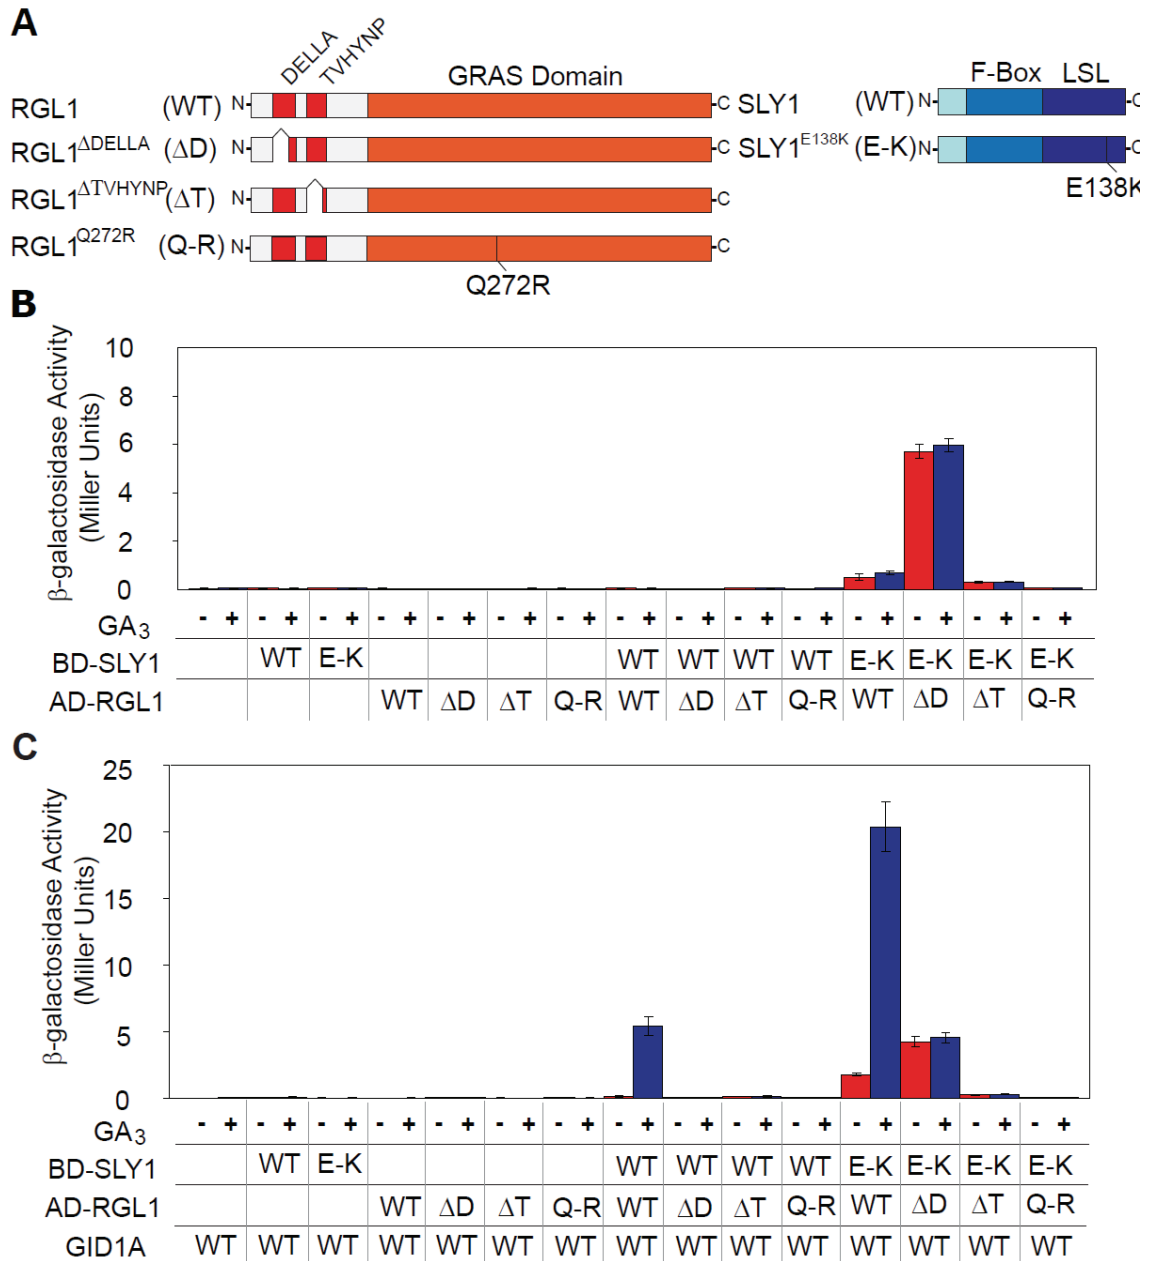 A
DELLA TVHYNP
GRAS Domain F-Box LSL
RGL1 (WT) N- -C SLY1 (WT) N- -C
RGL1ΔDELLA (ΔD) N- -C SLY1E138K (E-K) N- -C
E138K
RGL1ΔTVHYNP (ΔT) N- -C
RGL1Q272R (Q-R) N- -C
Q272R
B
β-galactosidase Activity
(Miller Units)
10
8
6
4
2
0
GA3 - + - + - + - + - + - + - + - + - + - + - + - + - + - + - +
BD-SLY1 WT E-K WT WT WT WT E-K E-K E-K E-K
AD-RGL1 WT ΔD ΔT Q-R WT ΔD ΔT Q-R WT ΔD ΔT Q-R
C
β-galactosidase Activity
(Miller Units)
25
20
15
10
5
0
GA3 - + - + - + - + - + - + - + - + - + - + - + - + - + - + - +
BD-SLY1 WT E-K WT WT WT WT E-K E-K E-K E-K
AD-RGL1 WT ΔD ΔT Q-R WT ΔD ΔT Q-R WT ΔD ΔT Q-R
GID1A WT WT WT WT WT WT WT WT WT WT WT WT WT WT WT